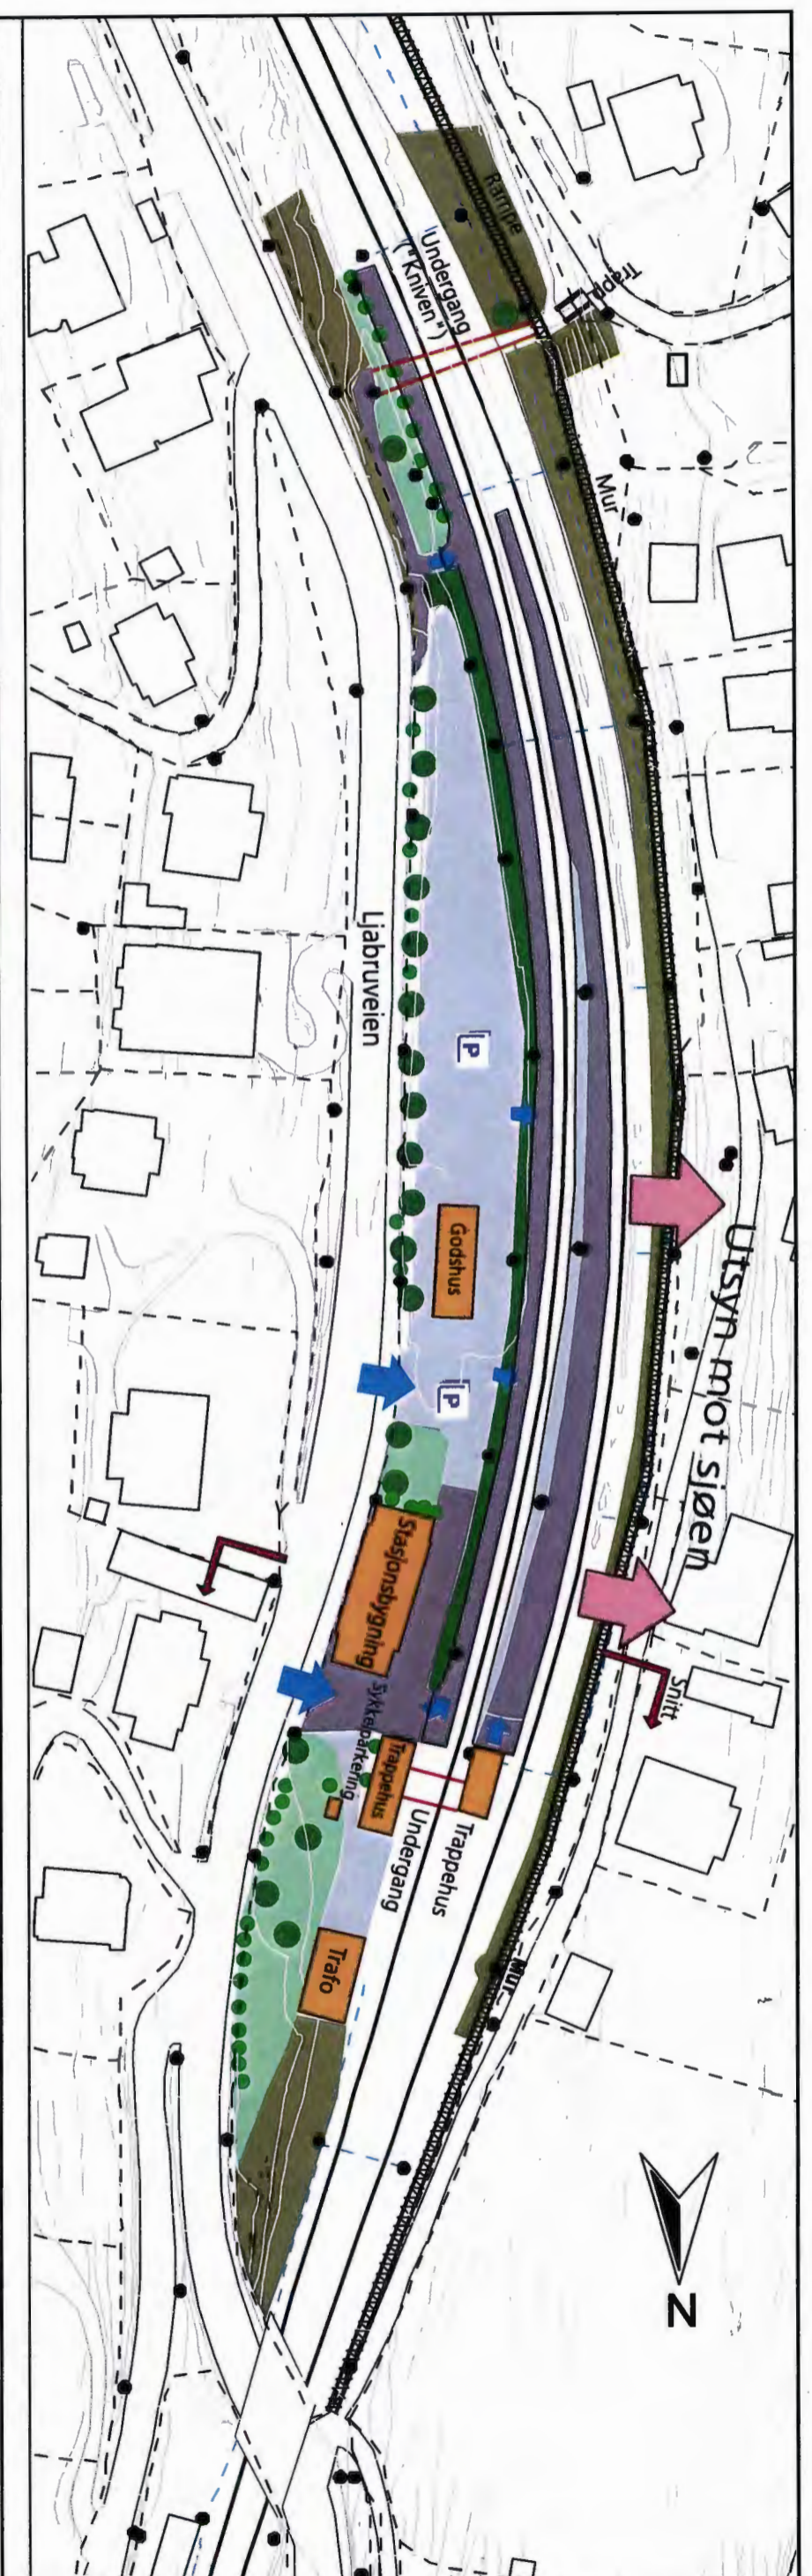 Rampe
Trapp
Undergang
("Kniven")
Mur
Ljabruveien
P
Godshus
Utsyn mot sjøen
P
Stasjonsbygning
Snitt
Sykkelparkering
Trappehus
Trappehus
Undergang
Mur
Trafo
N